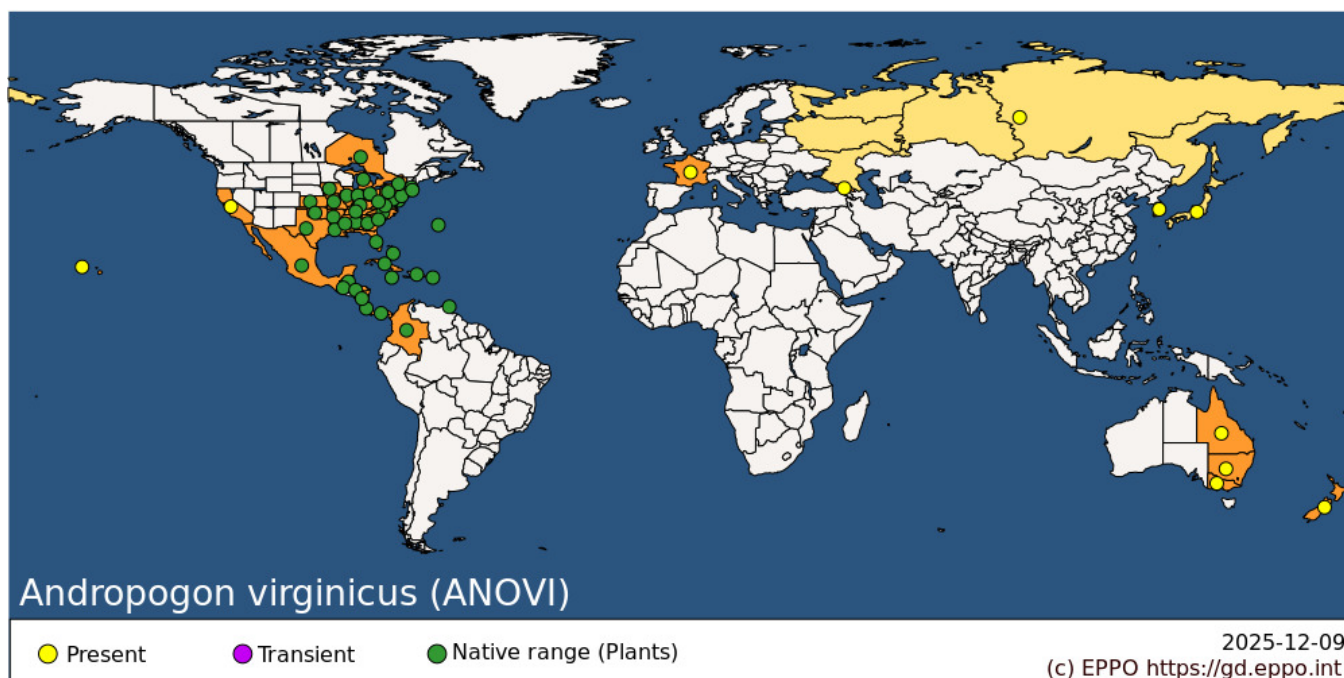 Andropogon virginicus (ANOVI)
Present
Transient
Native range (Plants)
2025-12-09
(c) EPPO https://gd.eppo.int